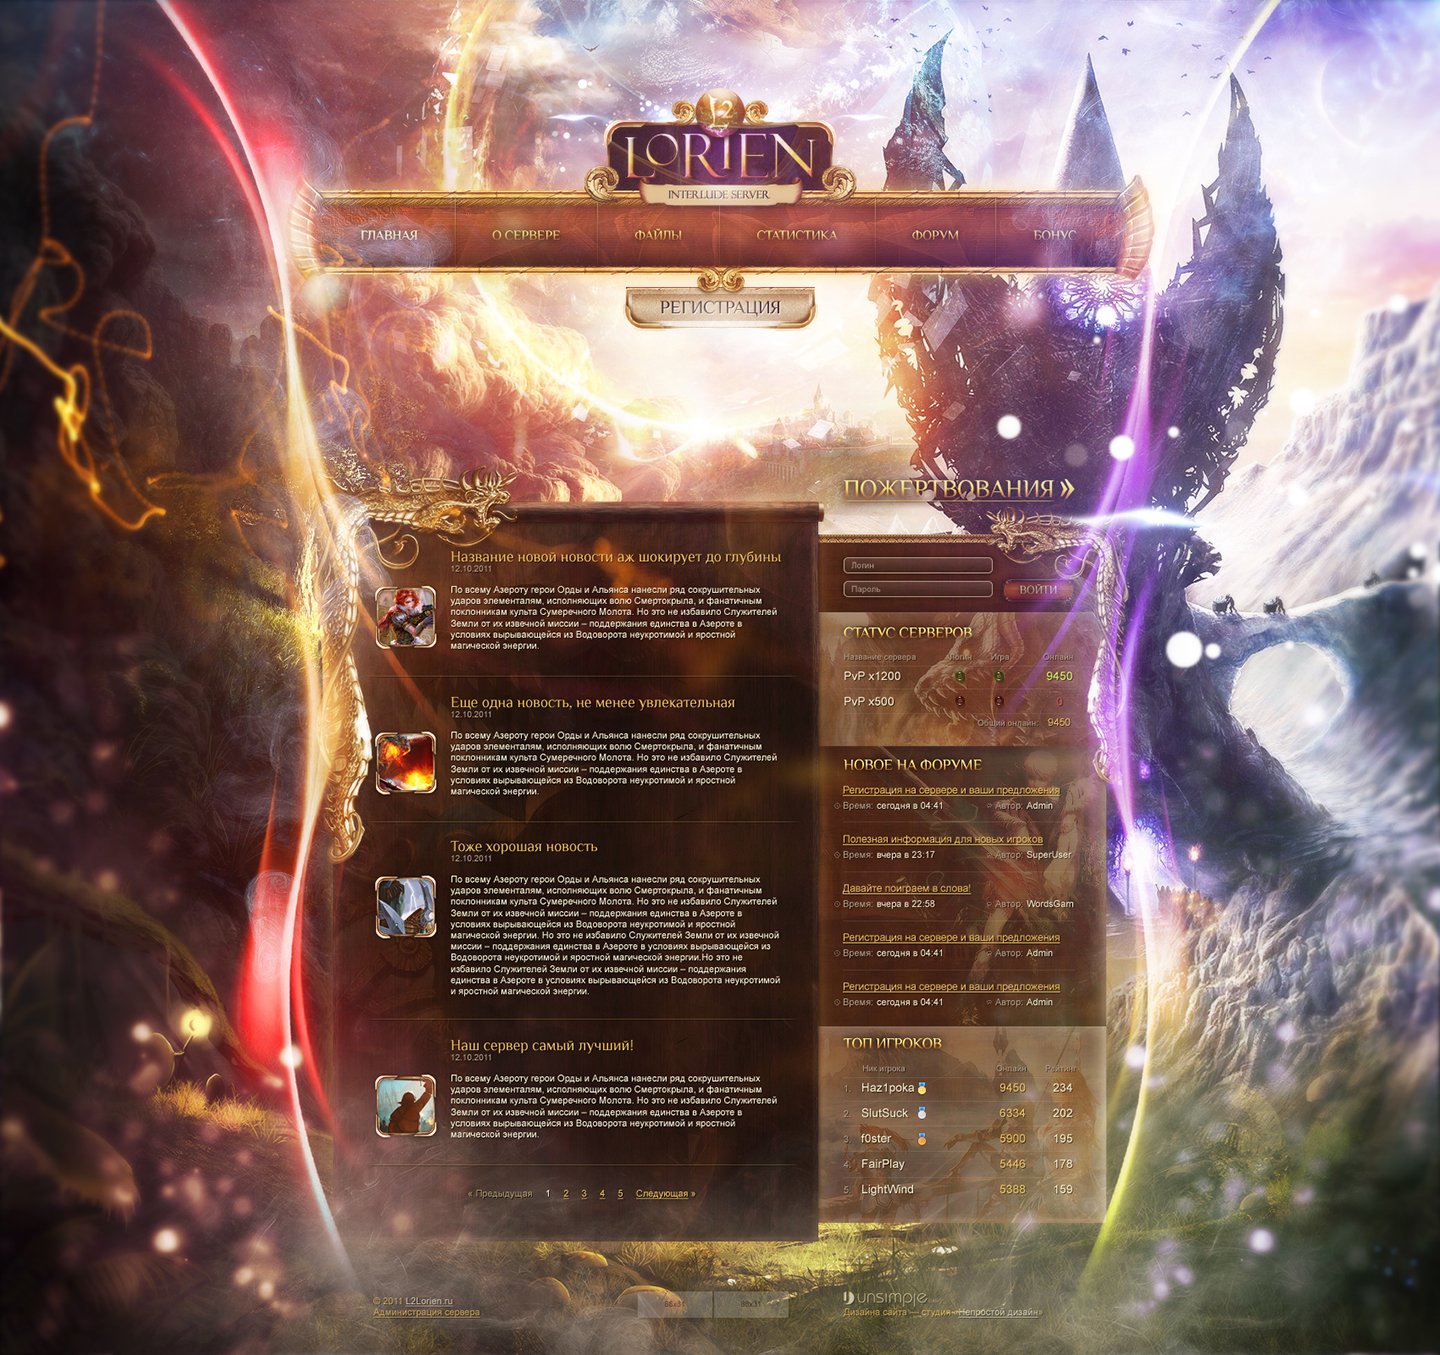 L2
LORIEN
INTERLUDE SERVER
ГЛАВНАЯ
О СЕРВЕРЕ
ФАЙЛЫ
СТАТИСТИКА
ФОРУМ
БОНУС
РЕГИСТРАЦИЯ
ПОЖЕРТВОВАНИЯ »
Название новой новости аж шокирует до глубины
12.10.2011
По всему Азероту герои Орды и Альянса нанесли ряд сокрушительных
ударов элементалям, исполняющих волю Смертокрыла, и фанатичным
поклонникам культа Сумеречного Молота. Но это не избавило Служителей
Земли от их извечной миссии – поддержания единства в Азероте в
условиях вырывающейся из Водоворота неукротимой и яростной
магической энергии.
Еще одна новость, не менее увлекательная
12.10.2011
По всему Азероту герои Орды и Альянса нанесли ряд сокрушительных
ударов элементалям, исполняющих волю Смертокрыла, и фанатичным
поклонникам культа Сумеречного Молота. Но это не избавило Служителей
Земли от их извечной миссии – поддержания единства в Азероте в
условиях вырывающейся из Водоворота неукротимой и яростной
магической энергии.
Тоже хорошая новость
12.10.2011
По всему Азероту герои Орды и Альянса нанесли ряд сокрушительных
ударов элементалям, исполняющих волю Смертокрыла, и фанатичным
поклонникам культа Сумеречного Молота. Но это не избавило Служителей
Земли от их извечной миссии – поддержания единства в Азероте в
условиях вырывающейся из Водоворота неукротимой и яростной
магической энергии. Но это не избавило Служителей Земли от их извечной
миссии – поддержания единства в Азероте в условиях вырывающейся из
Водоворота неукротимой и яростной магической энергии.Но это не
избавило Служителей Земли от их извечной миссии – поддержания
единства в Азероте в условиях вырывающейся из Водоворота неукротимой
и яростной магической энергии.
Наш сервер самый лучший!
12.10.2011
По всему Азероту герои Орды и Альянса нанесли ряд сокрушительных
ударов элементалям, исполняющих волю Смертокрыла, и фанатичным
поклонникам культа Сумеречного Молота. Но это не избавило Служителей
Земли от их извечной миссии – поддержания единства в Азероте в
условиях вырывающейся из Водоворота неукротимой и яростной
магической энергии.
« Предыдущая 1 2 3 4 5 Следующая »
Логин
Пароль
ВОЙТИ
СТАТУС СЕРВЕРОВ
Название сервера Логин Игра Онлайн
PvP x1200 9450
PvP x500 0
Общий онлайн: 9450
НОВОЕ НА ФОРУМЕ
Регистрация на сервере и ваши предложения
Время: сегодня в 04:41 Автор: Admin
Полезная информация для новых игроков
Время: вчера в 23:17 Автор: SuperUser
Давайте поиграем в слова!
Время: вчера в 22:58 Автор: WordsGam
Регистрация на сервере и ваши предложения
Время: сегодня в 04:41 Автор: Admin
Регистрация на сервере и ваши предложения
Время: сегодня в 04:41 Автор: Admin
ТОП ИГРОКОВ
Ник игрока Онлайн Рейтинг
1. Haz1poka 9450 234
2. SlutSuck 6334 202
3. f0ster 5900 195
4. FairPlay 5446 178
5. LightWind 5388 159
© 2011 L2Lorien.ru
Администрация сервера
88x31
88x31
unsimple
Дизайна сайта — студия «Непростой дизайн»